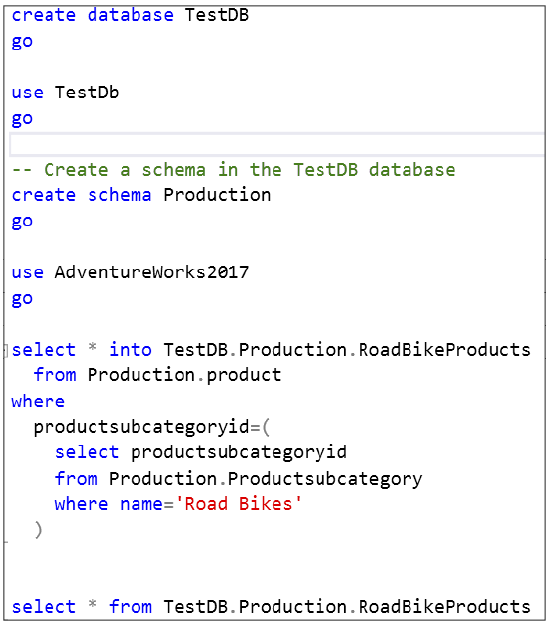 create database TestDB
go
use TestDb
go
-- Create a schema in the TestDB database
create schema Production
go
use AdventureWorks2017
go
select * into TestDB.Production.RoadBikeProducts
from Production.product
where
productsubcategoryid=(
select productsubcategoryid
from Production.Productsubcategory
where name='Road Bikes'
)
select * from TestDB.Production.RoadBikeProducts